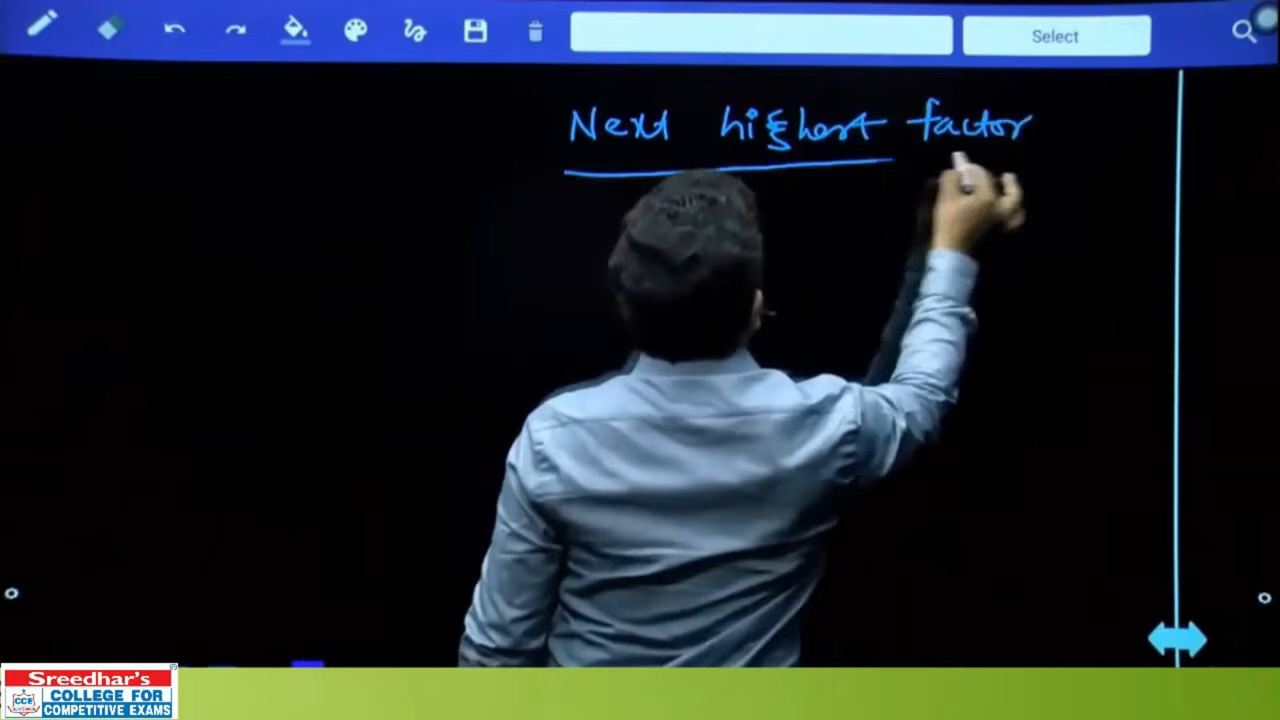 Select
Next highest factor
Sreedhar's
CCE
COLLEGE FOR
COMPETITIVE EXAMS